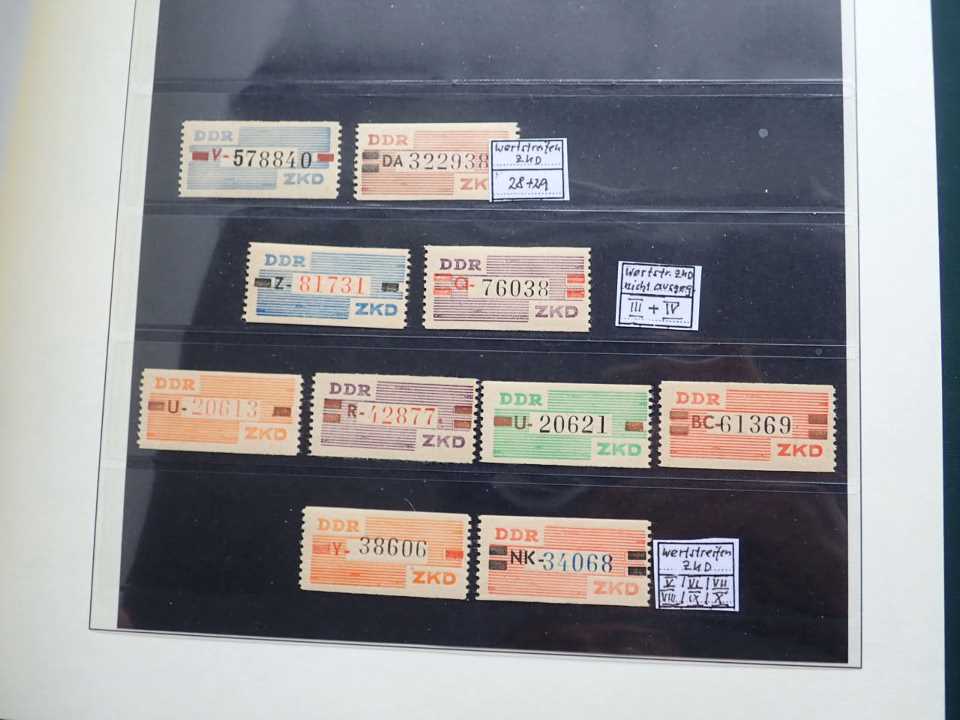 DDR
V-578840
ZKD
DDR
DA 322938
ZK
Wertstreifen
ZKD
28+29
DDR
Z-81731
ZKD
DDR
Q-76038
ZKD
Wertstr. ZKD
nicht ausgeg.
III + IV
DDR
U-20613
ZKD
DDR
R-42877
ZKD
DDR
U-20621
ZKD
DDR
BC-61369
ZKD
DDR
Y-38606
ZKD
DDR
NK-34068
ZKD
Wertstreifen
ZKD
V / VI / VII
VIII / IX / X